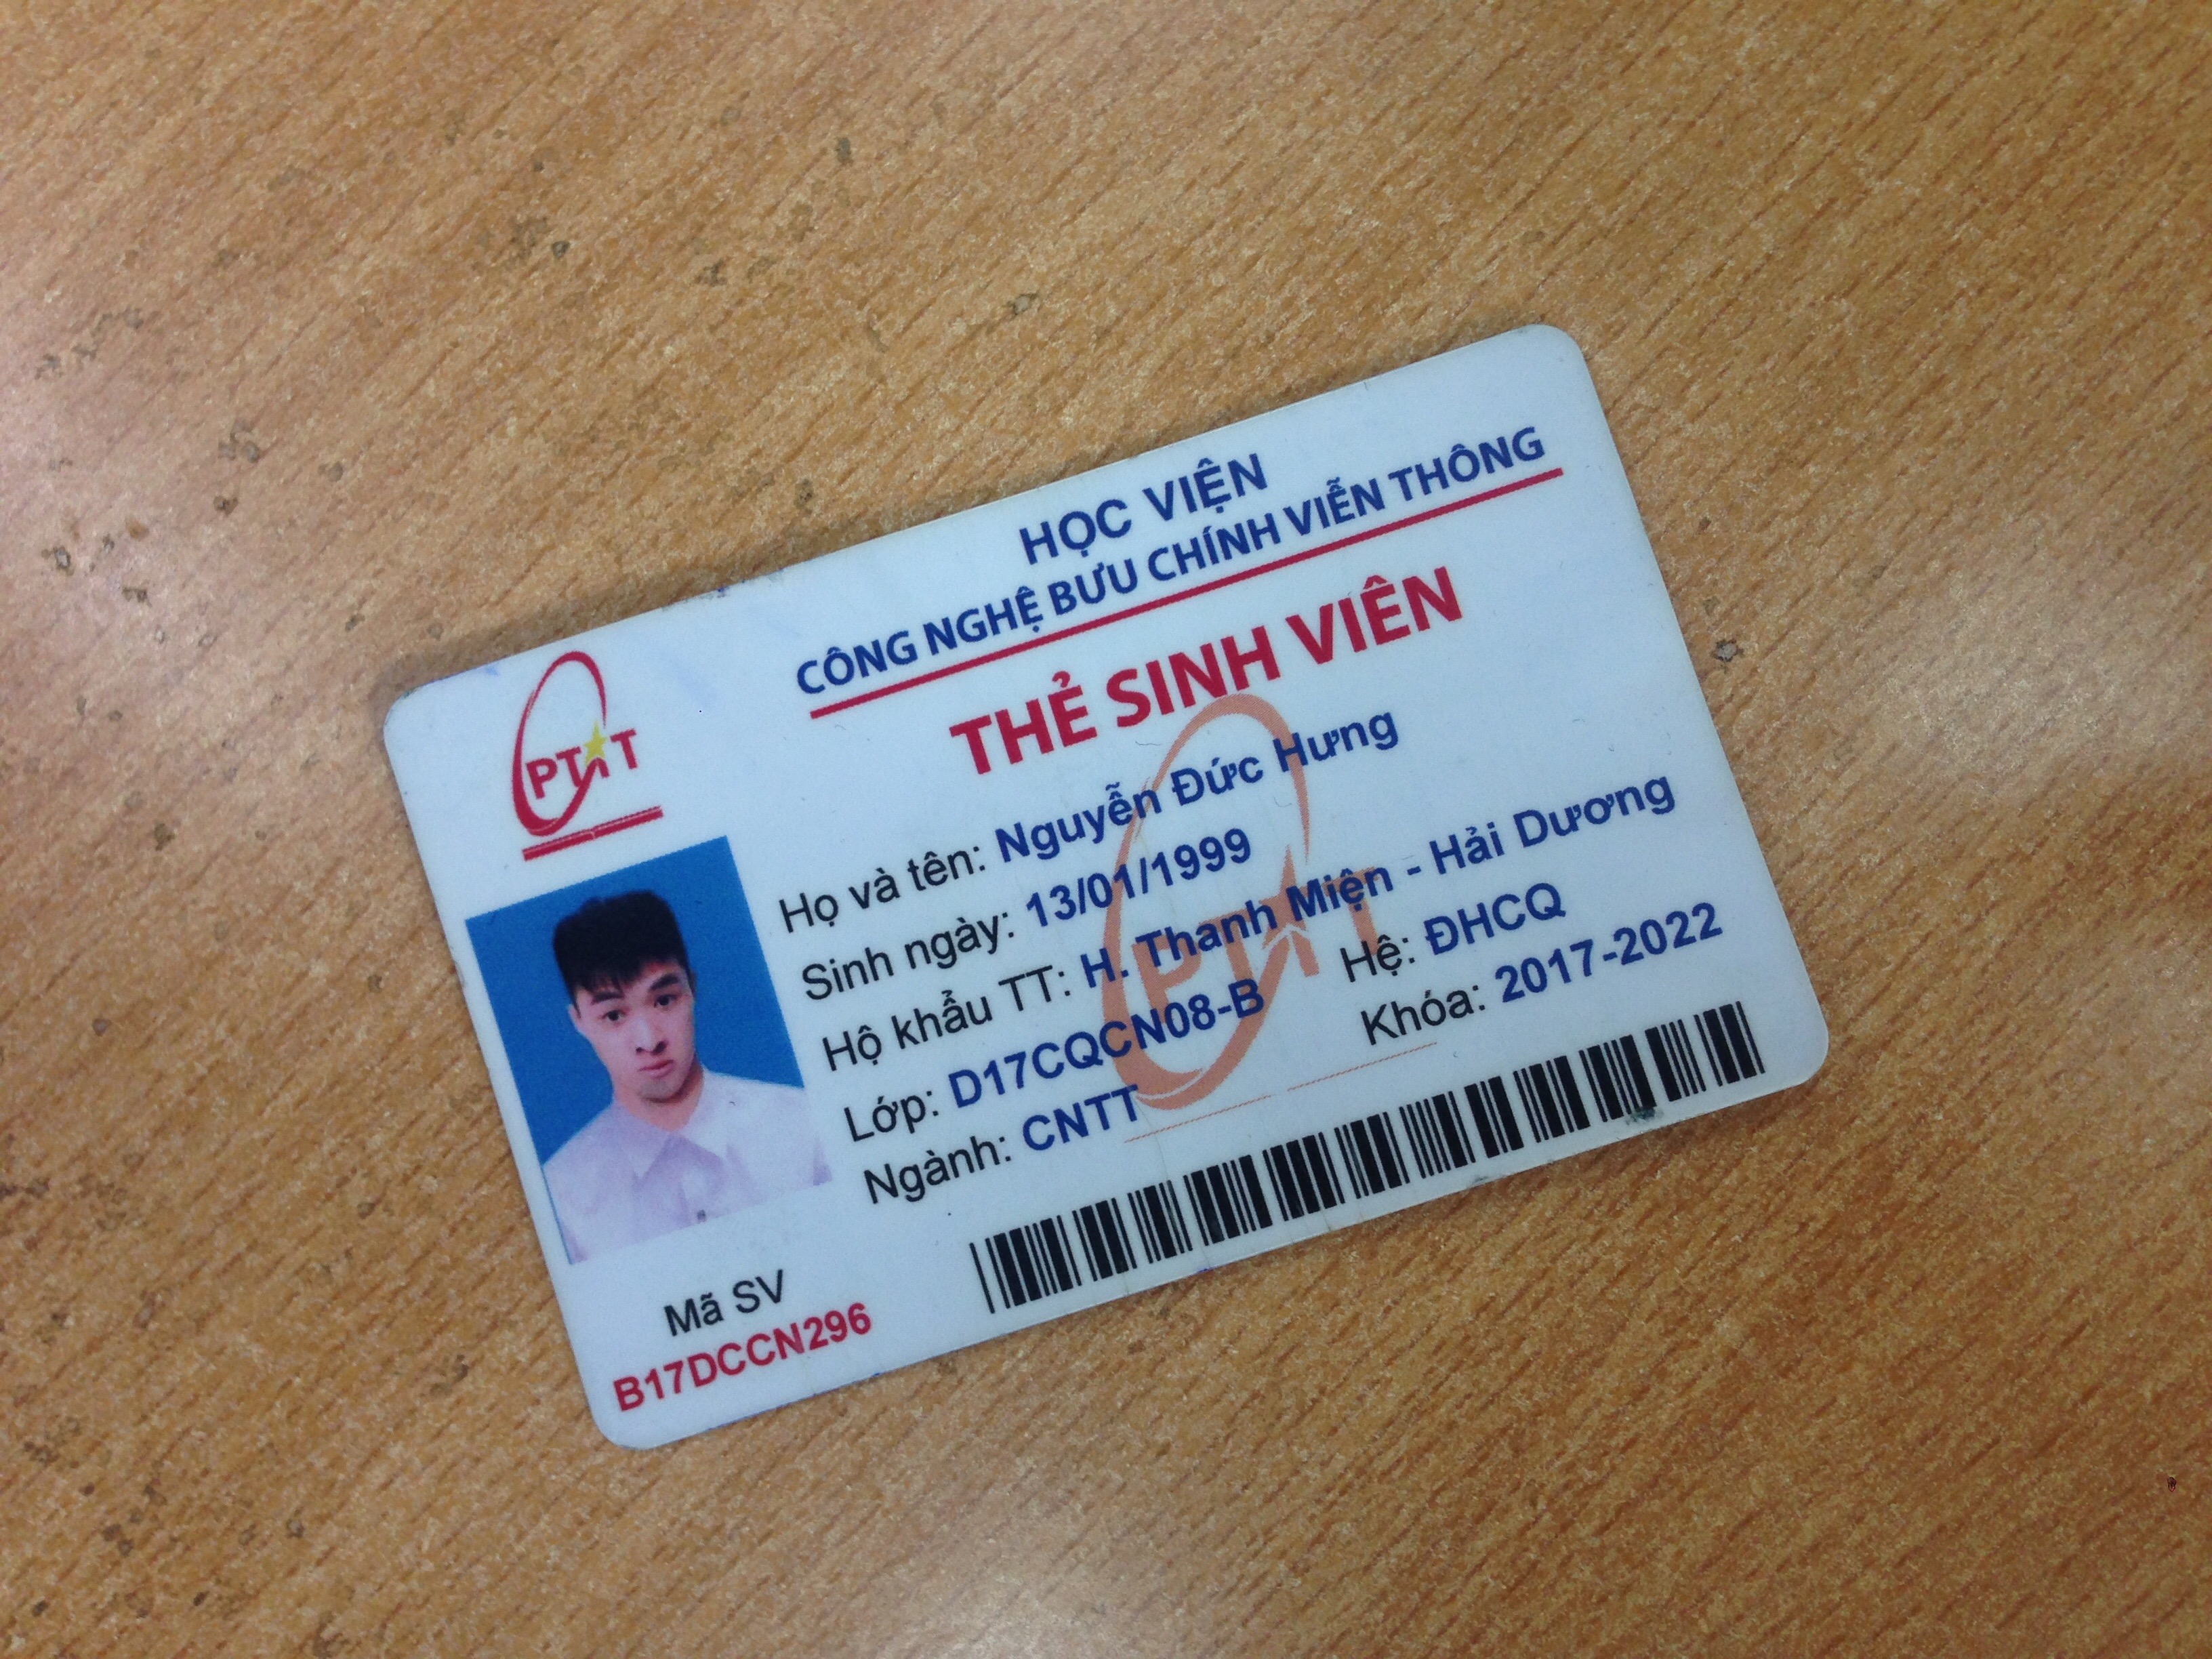 HỌC VIỆN
CÔNG NGHỆ BƯU CHÍNH VIỄN THÔNG
THẺ SINH VIÊN
PTIT
Họ và tên: Nguyễn Đức Hưng
Sinh ngày: 13/01/1999
Hộ khẩu TT: H. Thanh Miện - Hải Dương
Lớp: D17CQCN08-B Hệ: ĐHCQ
Ngành: CNTT Khóa: 2017-2022
PTIT
Mã SV
B17DCCN296